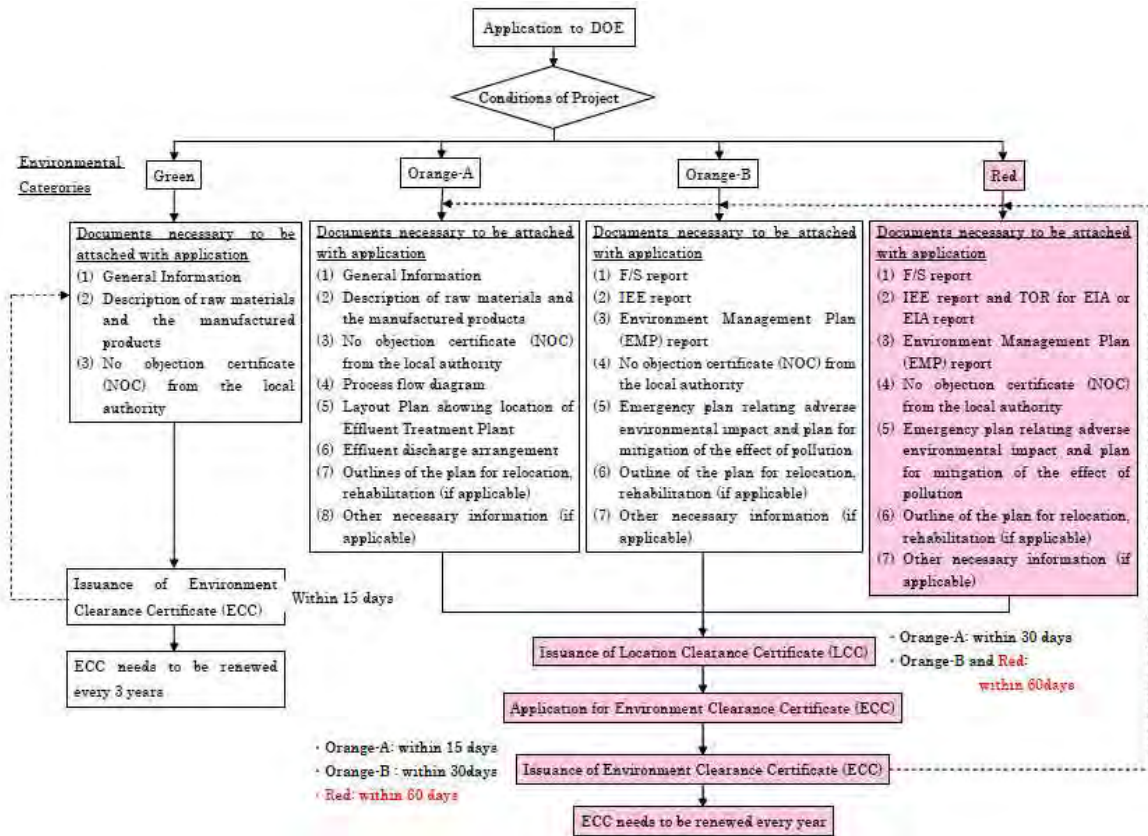 Application to DOE
Conditions of Project
Environmental
Categories
Green
Orange-A
Orange-B
Red
Documents necessary to be
attached with application
(1) General Information
(2) Description of raw materials
and the manufactured
products
(3) No objection certificate
(NOC) from the local
authority
Documents necessary to be attached
with application
(1) General Information
(2) Description of raw materials and
the manufactured products
(3) No objection certificate (NOC)
from the local authority
(4) Process flow diagram
(5) Layout Plan showing location of
Effluent Treatment Plant
(6) Effluent discharge arrangement
(7) Outlines of the plan for relocation,
rehabilitation (if applicable)
(8) Other necessary information (if
applicable)
Documents necessary to be attached
with application
(1) F/S report
(2) IEE report
(3) Environment Management Plan
(EMP) report
(4) No objection certificate (NOC) from
the local authority
(5) Emergency plan relating adverse
environmental impact and plan for
mitigation of the effect of pollution
(6) Outline of the plan for relocation,
rehabilitation (if applicable)
(7) Other necessary information (if
applicable)
Documents necessary to be attached
with application
(1) F/S report
(2) IEE report and TOR for EIA or
EIA report
(3) Environment Management Plan
(EMP) report
(4) No objection certificate (NOC)
from the local authority
(5) Emergency plan relating adverse
environmental impact and plan
for mitigation of the effect of
pollution
(6) Outline of the plan for relocation,
rehabilitation (if applicable)
(7) Other necessary information (if
applicable)
Issuance of Environment
Clearance Certificate (ECC)
Within 15 days
ECC needs to be renewed
every 3 years
Issuance of Location Clearance Certificate (LCC)
・Orange-A: within 30 days
・Orange-B and Red:
within 60days
Application for Environment Clearance Certificate (ECC)
・Orange-A: within 15 days
・Orange-B : within 30days
・Red: within 60 days
Issuance of Environment Clearance Certificate (ECC)
ECC needs to be renewed every year